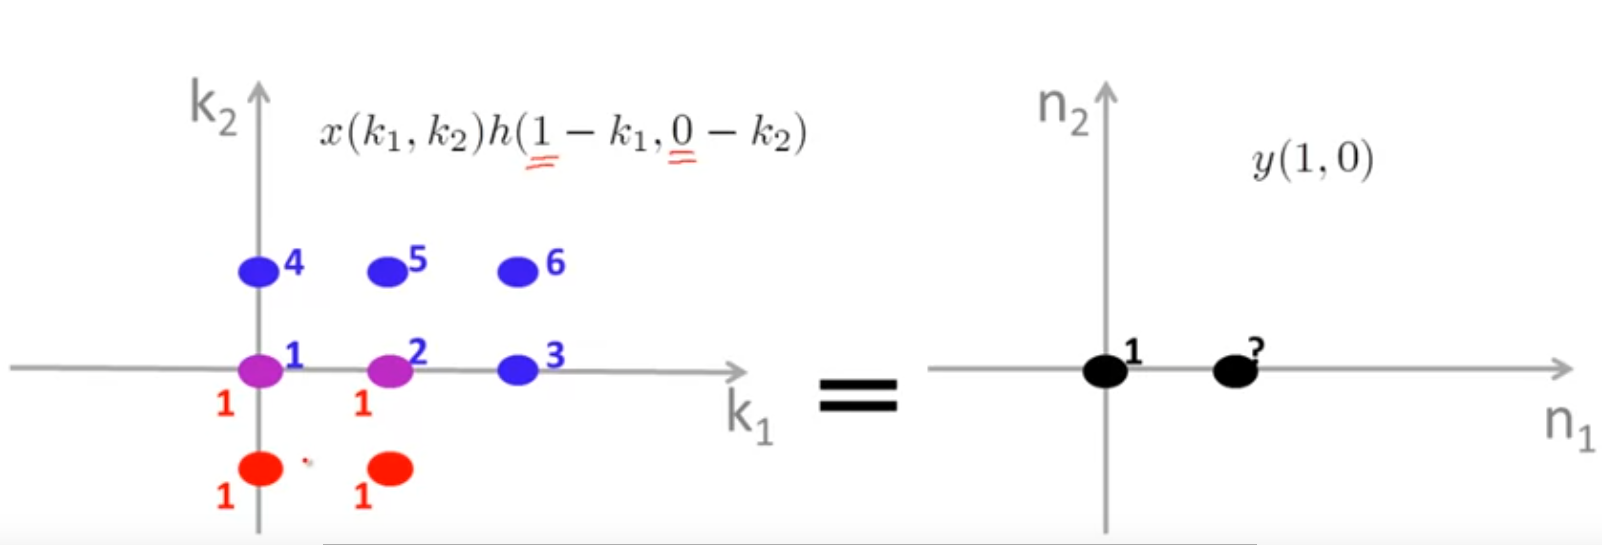 k₂
x(k₁, k₂)h(1 − k₁, 0 − k₂)
4 5 6
1 2 3
1 1
k₁
1 1
=
n₂
y(1, 0)
1 ?
n₁